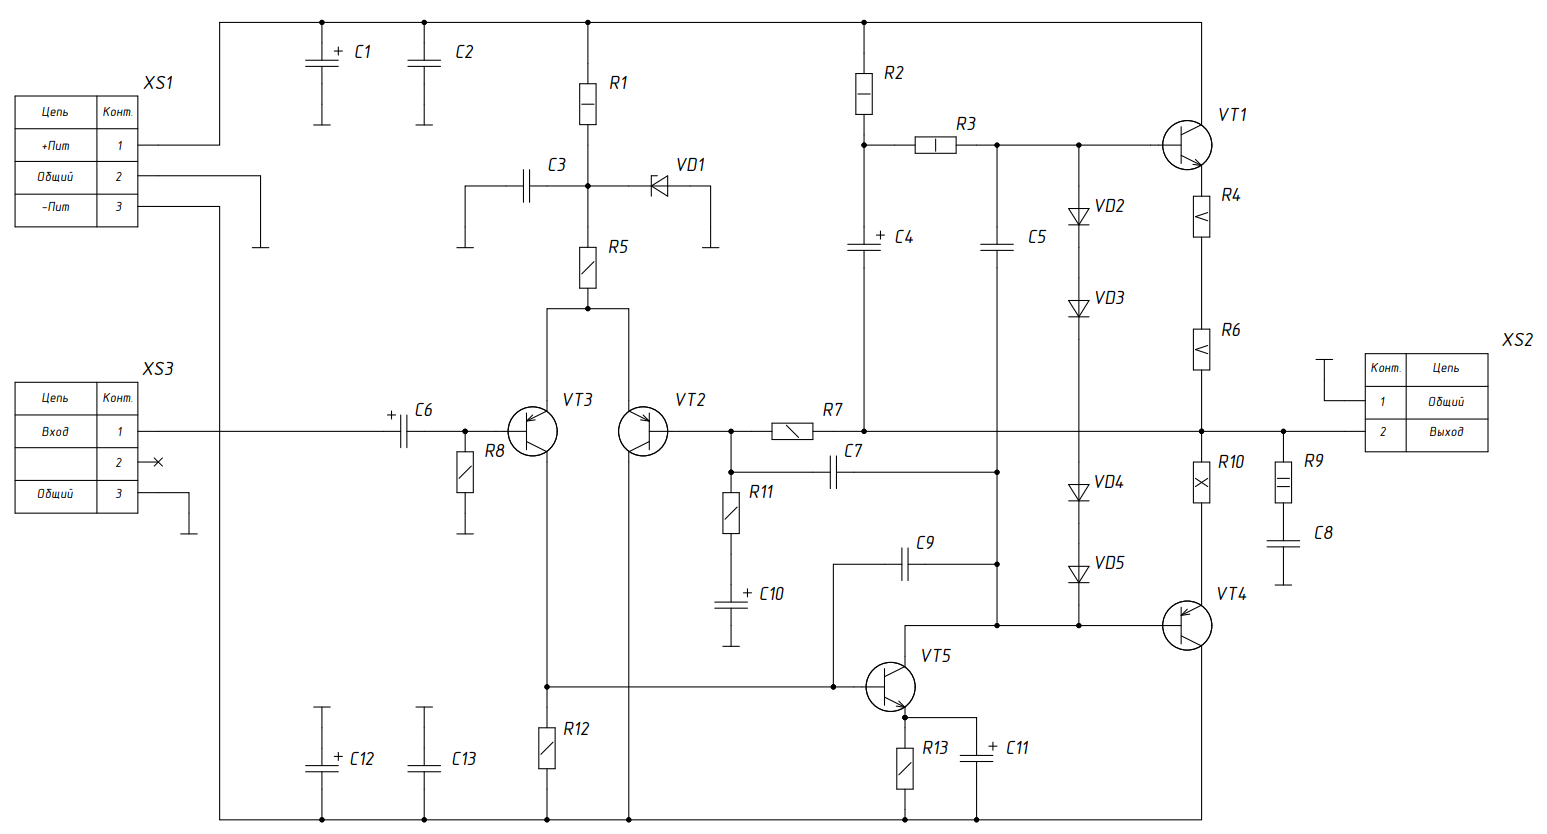 + C1
C2
XS1
R1
R2
VT1
R3
Цепь Конт.
+Пит 1
Общий 2
-Пит 3
C3
VD1
R4
VD2
R5
+ C4
C5
VD3
R6
XS2
XS3
Конт. Цепь
1 Общий
2 Выход
Цепь Конт.
Вход 1
2
Общий 3
+ C6
VT3
VT2
R7
R8
C7
R10
R9
R11
VD4
C8
C9
VD5
+ C10
VT4
VT5
R12
+ C12
C13
R13
+ C11